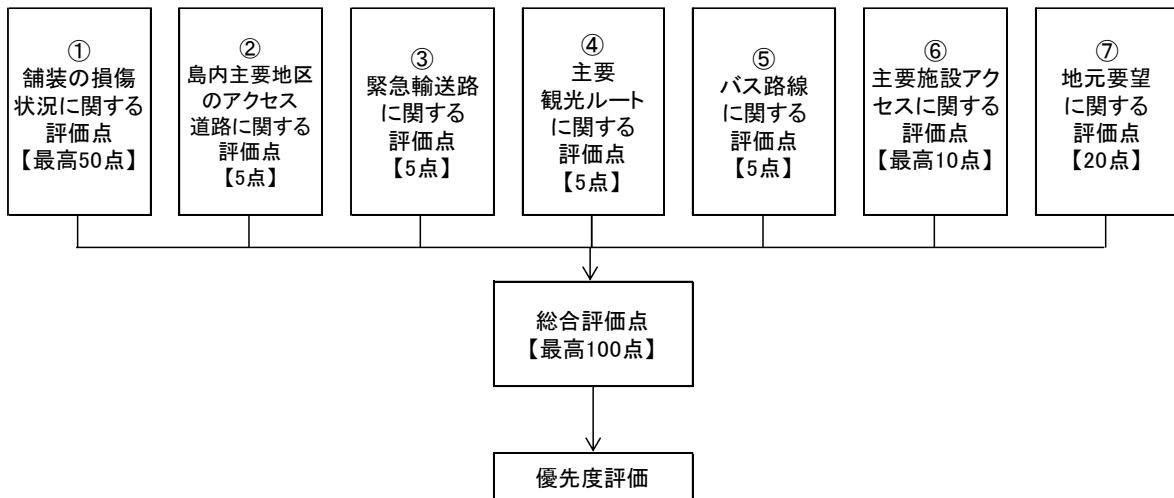 ①
舗装の損傷
状況に関する
評価点
【最高50点】
②
島内主要地区
のアクセス
道路に関する
評価点
【5点】
③
緊急輸送路
に関する
評価点
【5点】
④
主要
観光ルート
に関する
評価点
【5点】
⑤
バス路線
に関する
評価点
【5点】
⑥
主要施設アク
セスに関する
評価点
【最高10点】
⑦
地元要望
に関する
評価点
【20点】
総合評価点
【最高100点】
優先度評価